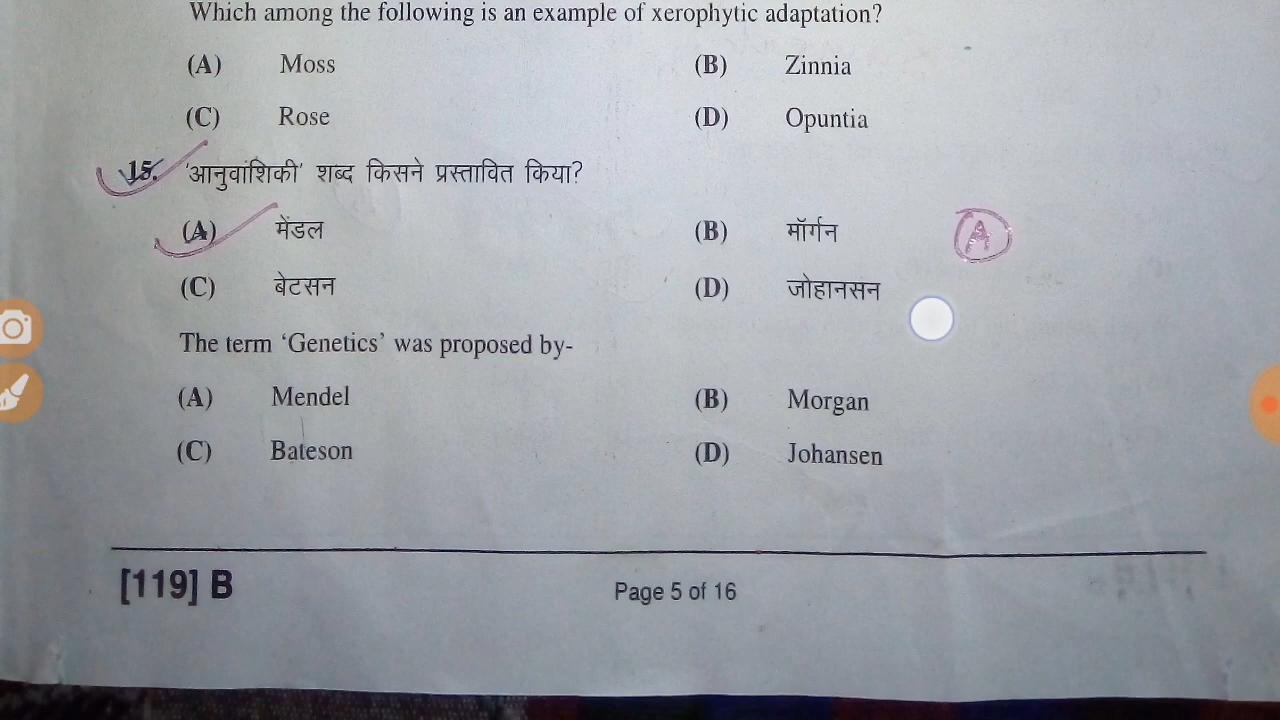 Which among the following is an example of xerophytic adaptation?
(A) Moss (B) Zinnia
(C) Rose (D) Opuntia
15. 'आनुवांशिकी' शब्द किसने प्रस्तावित किया?
(A) मेंडल (B) मॉर्गन A
(C) बेटसन (D) जोहानसन
The term ‘Genetics’ was proposed by-
(A) Mendel (B) Morgan
(C) Bateson (D) Johansen
[119] B Page 5 of 16